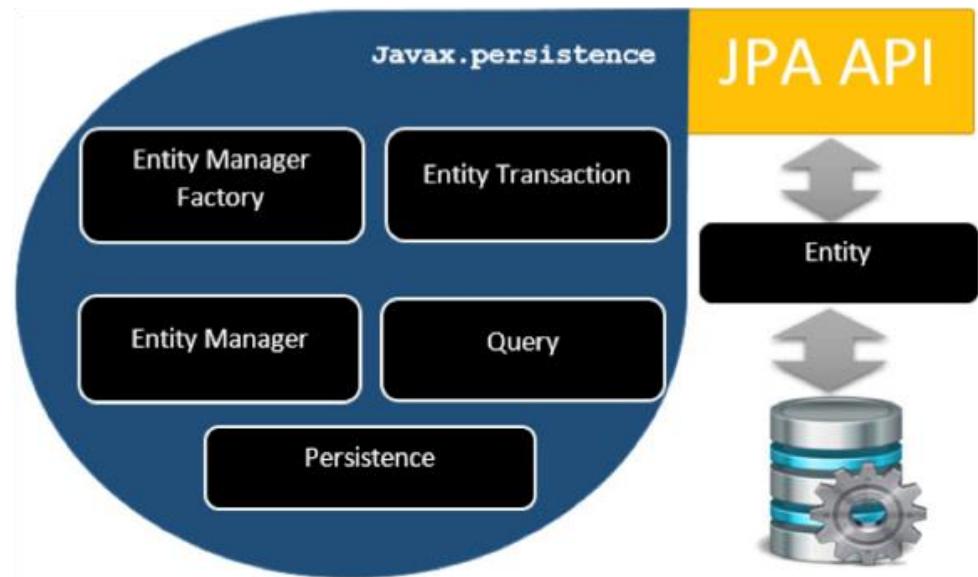 Javax.persistence
JPA API
Entity Manager
Factory
Entity Transaction
Entity
Entity Manager
Query
Persistence